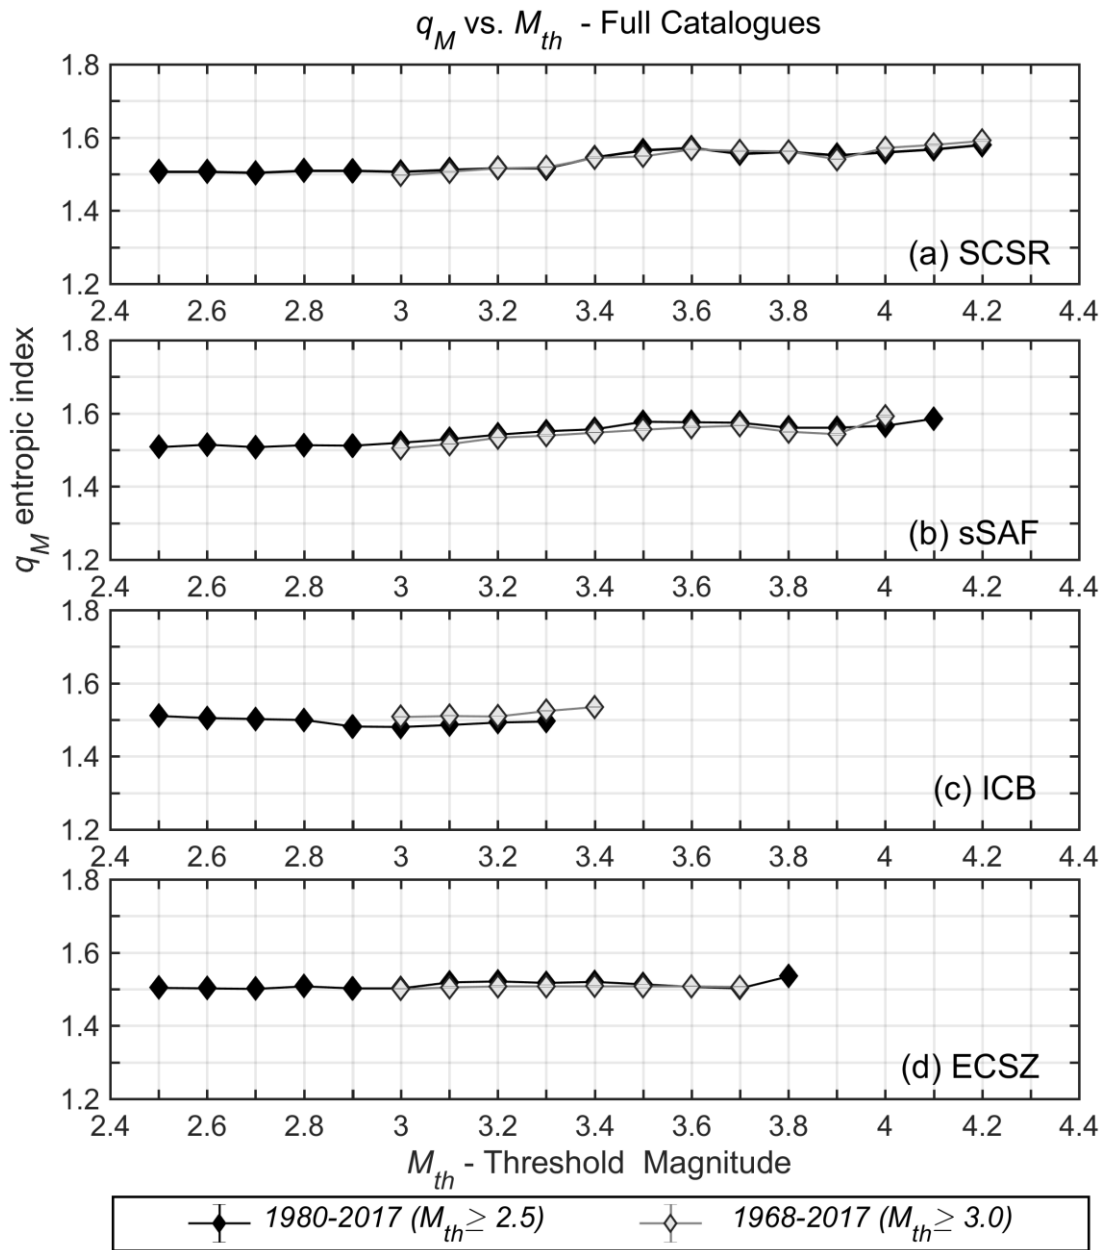 q_M vs. M_th - Full Catalogues
1.8
1.6
1.4
1.2
(a) SCSR
2.4 2.6 2.8 3 3.2 3.4 3.6 3.8 4 4.2 4.4
1.8
1.6
1.4
1.2
(b) sSAF
2.4 2.6 2.8 3 3.2 3.4 3.6 3.8 4 4.2 4.4
q_M entropic index
1.8
1.6
1.4
1.2
(c) ICB
2.4 2.6 2.8 3 3.2 3.4 3.6 3.8 4 4.2 4.4
1.8
1.6
1.4
1.2
(d) ECSZ
2.4 2.6 2.8 3 3.2 3.4 3.6 3.8 4 4.2 4.4
M_th - Threshold Magnitude
1980-2017 (M_th ≥ 2.5)
1968-2017 (M_th ≥ 3.0)